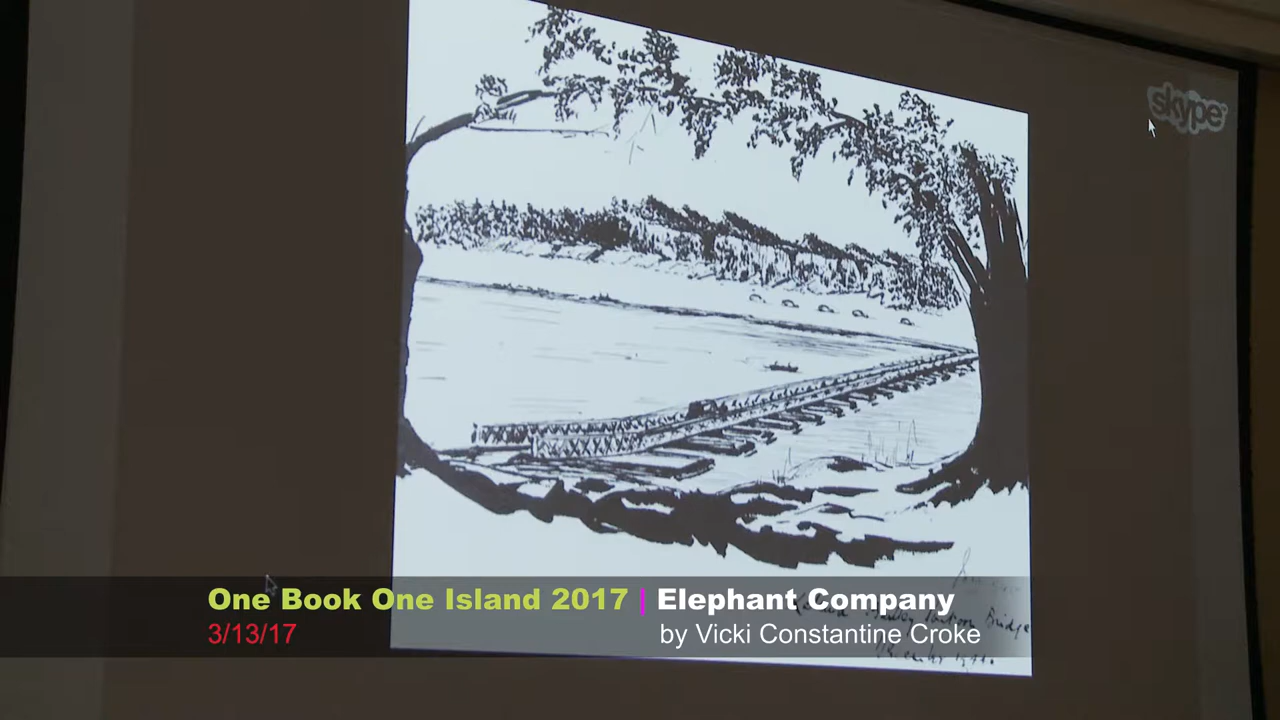 skype
One Book One Island 2017 | Elephant Company
3/13/17
by Vicki Constantine Croke
Bridge